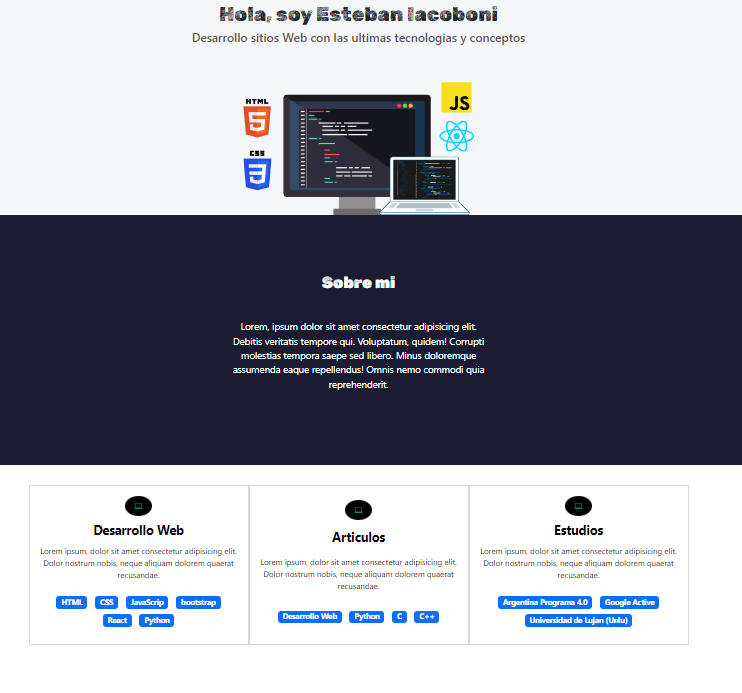 Hola, soy Esteban Iacoboni
Desarrollo sitios Web con las ultimas tecnologias y conceptos
HTML
5
CSS
3
JS
Sobre mi
Lorem, ipsum dolor sit amet consectetur adipisicing elit.
Debitis veritatis tempore qui. Voluptatum, quidem! Corrupti
molestias tempora saepe sed libero. Minus doloremque
assumenda eaque repellendus! Omnis nemo commodi quia
reprehenderit.
Desarrollo Web
Lorem ipsum, dolor sit amet consectetur adipisicing elit.
Dolor nostrum nobis, neque aliquam dolorem quaerat
recusandae.
HTML CSS JavaScrip bootstrap
React Python
Articulos
Lorem ipsum, dolor sit amet consectetur adipisicing elit.
Dolor nostrum nobis, neque aliquam dolorem quaerat
recusandae.
Desarrollo Web Python C C++
Estudios
Lorem ipsum, dolor sit amet consectetur adipisicing elit.
Dolor nostrum nobis, neque aliquam dolorem quaerat
recusandae.
Argentina Programa 4.0 Google Active
Universidad de Lujan (Unlu)